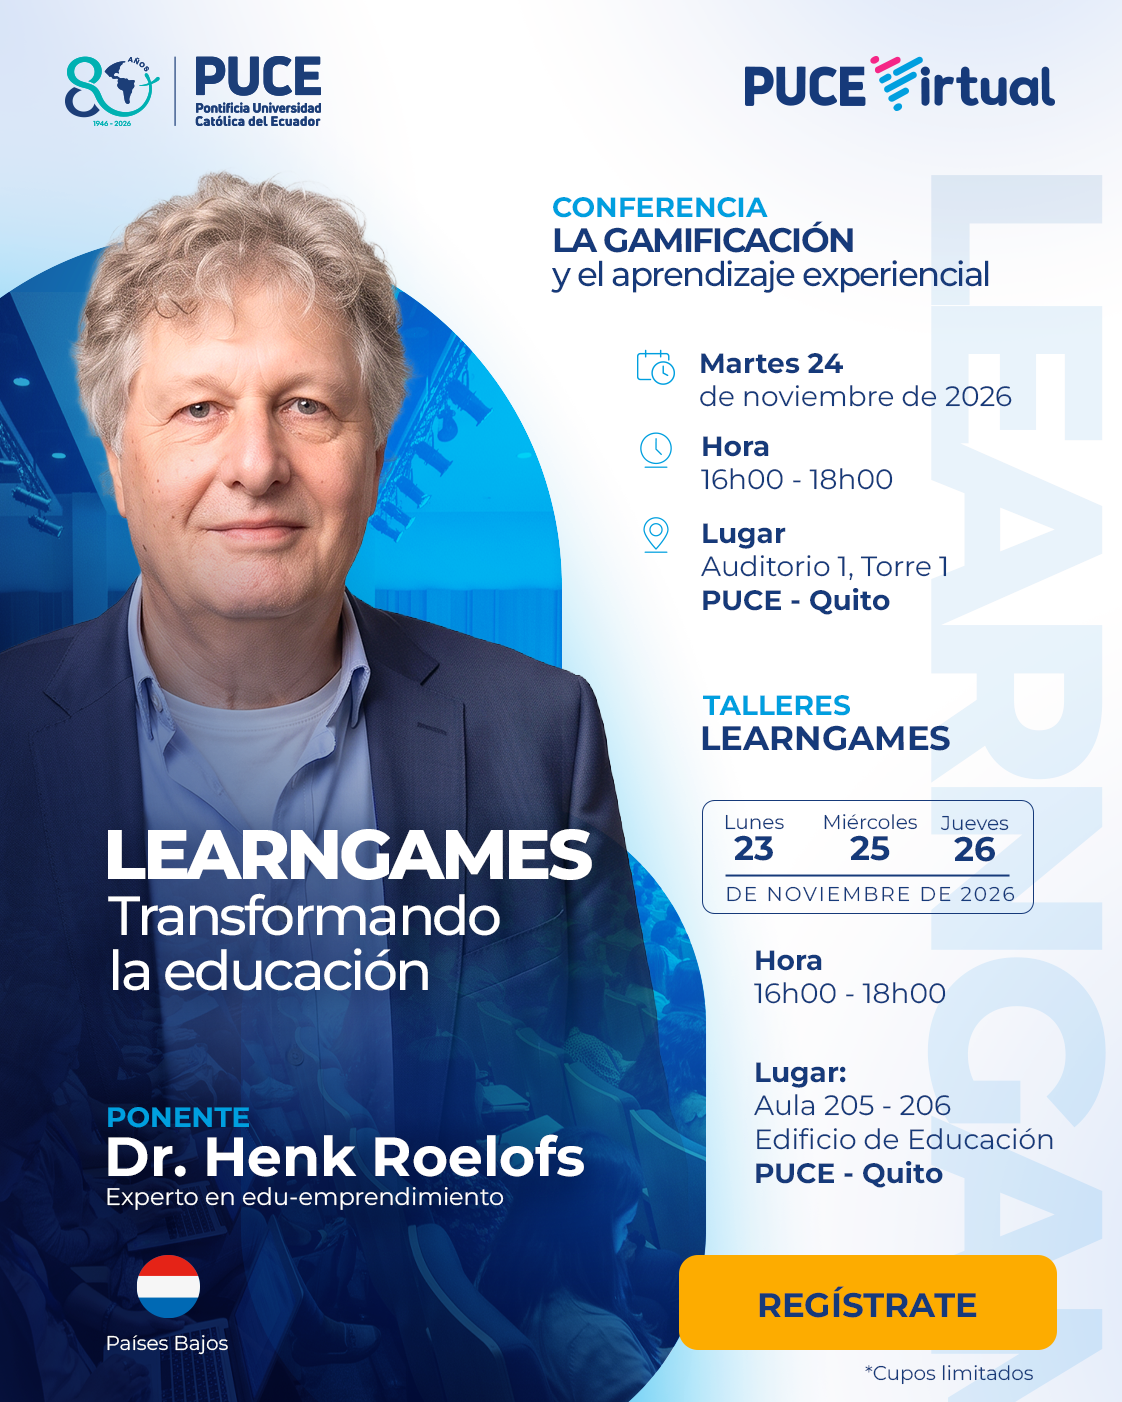 80 AÑOS
1946 - 2026
PUCE
Pontificia Universidad
Católica del Ecuador
PUCE Virtual
CONFERENCIA
LA GAMIFICACIÓN
y el aprendizaje experiencial
Martes 24
de noviembre de 2026
Hora
16h00 - 18h00
Lugar
Auditorio 1, Torre 1
PUCE - Quito
TALLERES
LEARNGAMES
Lunes Miércoles Jueves
23 25 26
DE NOVIEMBRE DE 2026
Hora
16h00 - 18h00
Lugar:
Aula 205 - 206
Edificio de Educación
PUCE - Quito
LEARNGAMES
Transformando
la educación
PONENTE
Dr. Henk Roelofs
Experto en edu-emprendimiento
Países Bajos
REGÍSTRATE
*Cupos limitados
LEARNGAM